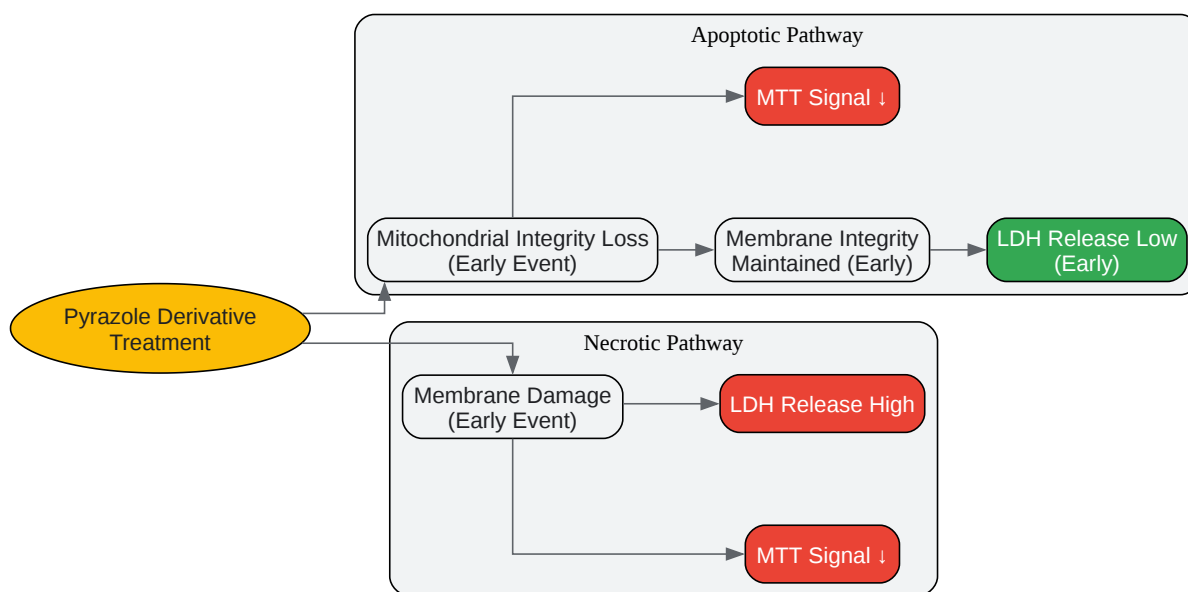 Apoptotic Pathway
MTT Signal ↓
Mitochondrial Integrity Loss
(Early Event)
Membrane Integrity
Maintained (Early)
LDH Release Low
(Early)
Pyrazole Derivative
Treatment
Necrotic Pathway
Membrane Damage
(Early Event)
LDH Release High
MTT Signal ↓